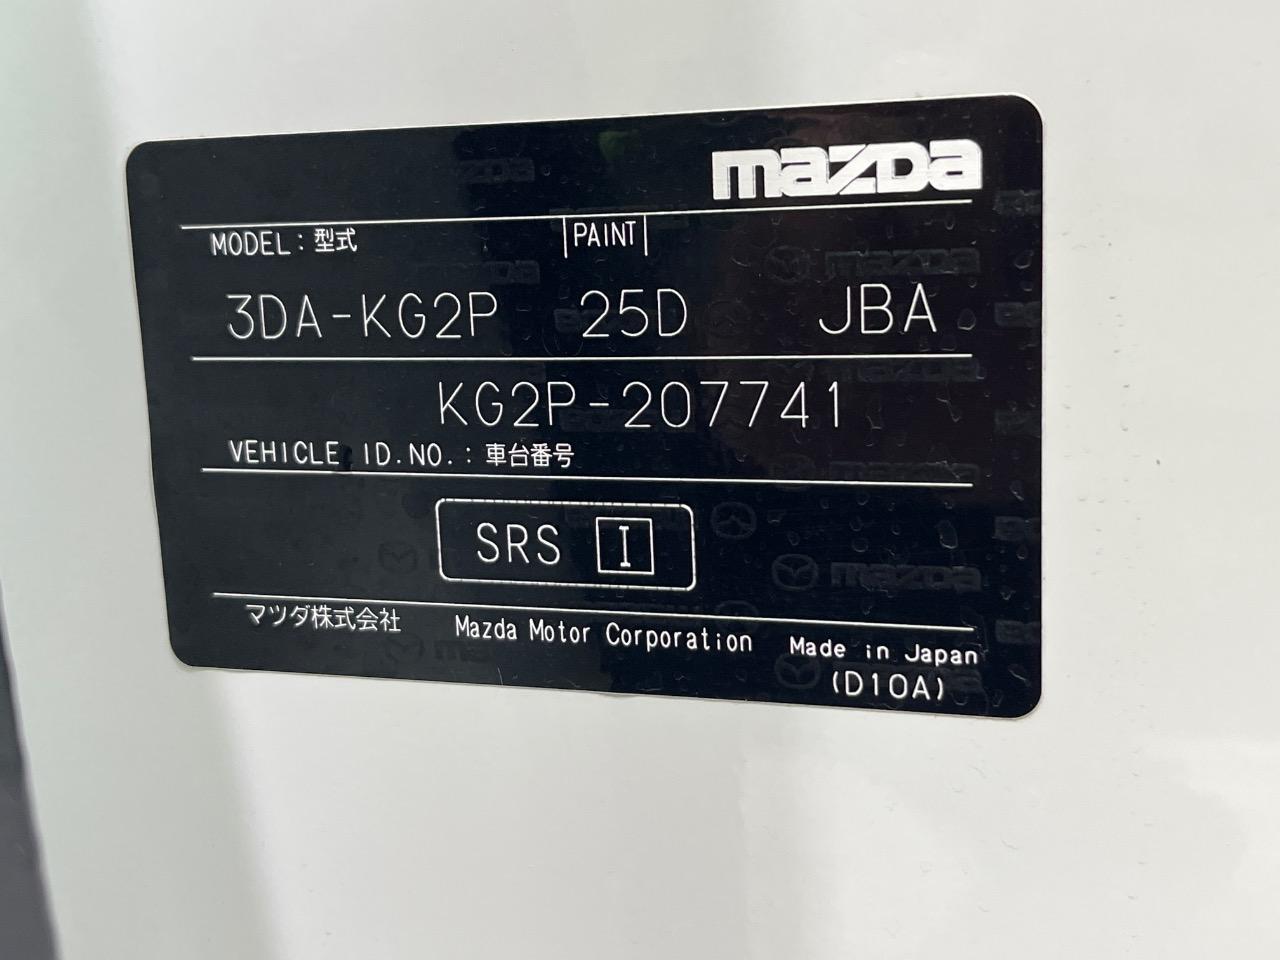 mazda
MODEL : 型式 |PAINT|
3DA-KG2P 25D JBA
KG2P-207741
VEHICLE ID.NO. : 車台番号
SRS I
マツダ株式会社 Mazda Motor Corporation Made in Japan
(D10A)